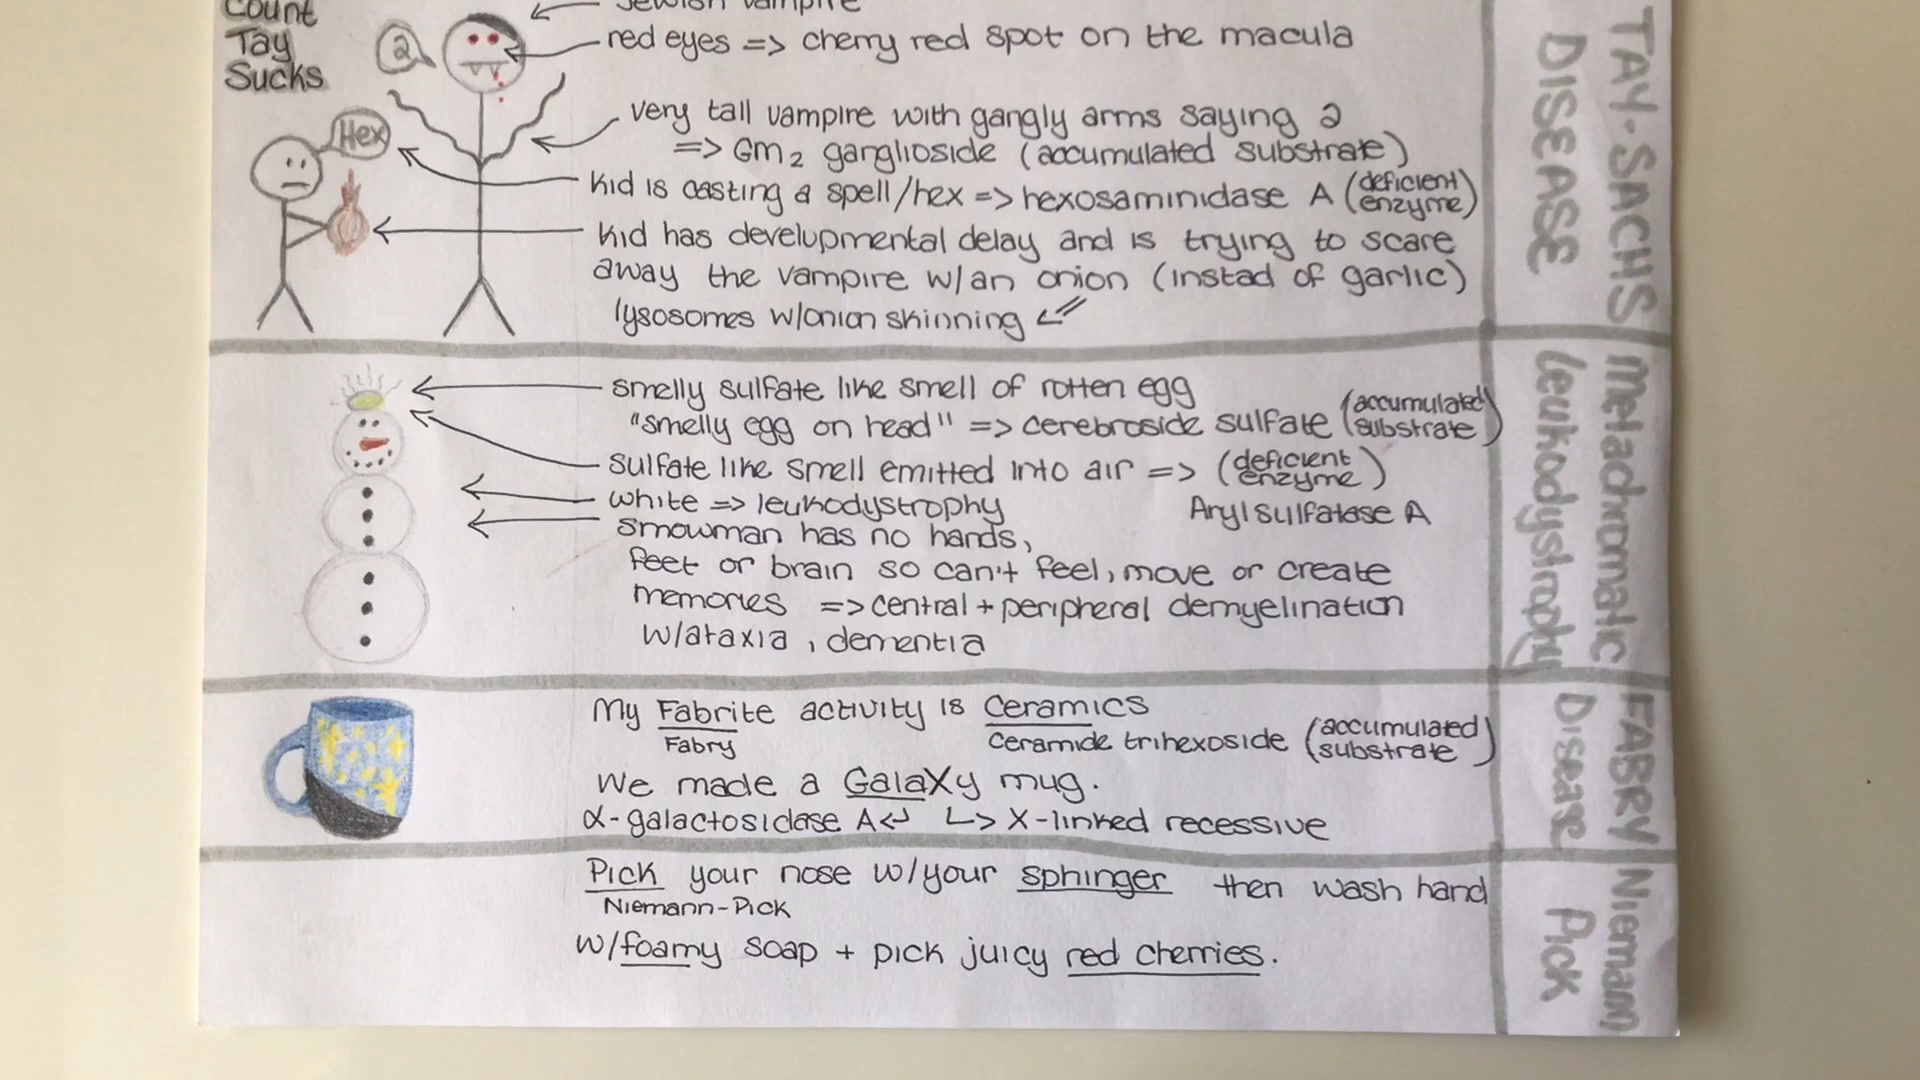 Count
Tay
Sucks
Jewish vampire
2
red eyes => cherry red spot on the macula
very tall vampire with gangly arms saying 2
=> Gm2 ganglioside (accumulated substrate)
Hex
kid is casting a spell/hex => hexosaminidase A (deficient enzyme)
kid has developmental delay and is trying to scare
away the vampire w/an onion (instad of garlic)
lysosomes w/onion skinning
TAY-SACHS
DISEASE
smelly sulfate like smell of rotten egg
"smelly egg on head" => cerebroside sulfate (accumulated substrate)
sulfate like smell emitted into air => (deficient enzyme)
white => leukodystrophy
Aryl sulfatase A
smowman has no hands,
feet or brain so can't feel, move or create
memories => central + peripheral demyelination
w/ataxia, dementia
Metachromatic
leukodystrophy
My Fabrite activity is Ceramics
Fabry
Ceramide trihexoside (accumulated substrate)
We made a GalaXy mug.
α-galactosidase A X-linked recessive
FABRY
Disease
Pick your nose w/your sphinger then wash hand
Niemann-Pick
w/foamy soap + pick juicy red cherries.
Niemann
Pick